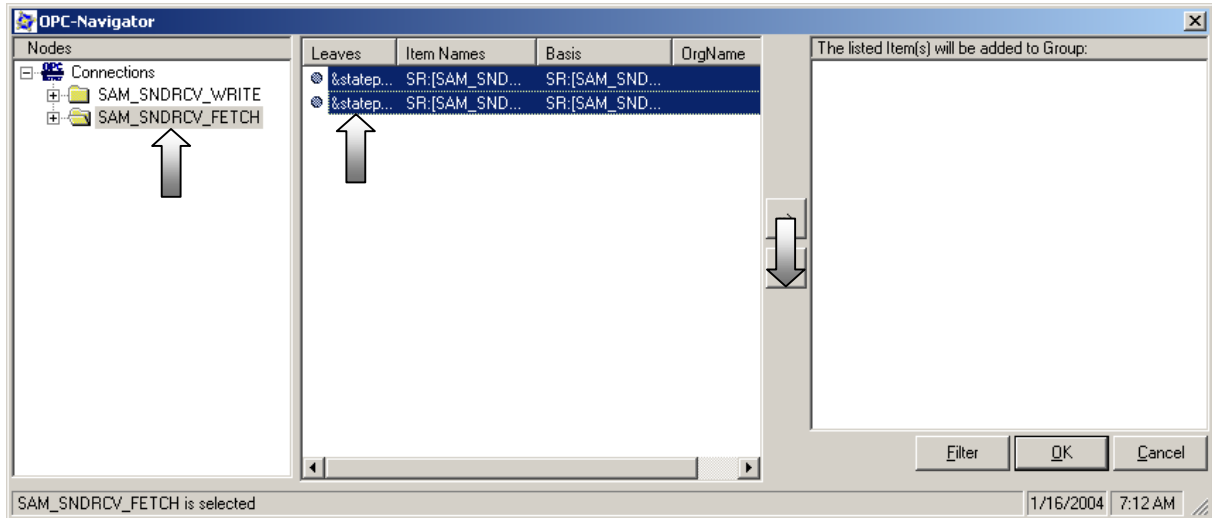 OPC-Navigator
Nodes
Connections
SAM_SNDRCV_WRITE
SAM_SNDRCV_FETCH
Leaves Item Names Basis OrgName
&statep... SR:[SAM_SND... SR:[SAM_SND...
&statep... SR:[SAM_SND... SR:[SAM_SND...
The listed Item(s) will be added to Group:
Filter OK Cancel
SAM_SNDRCV_FETCH is selected
1/16/2004 7:12 AM